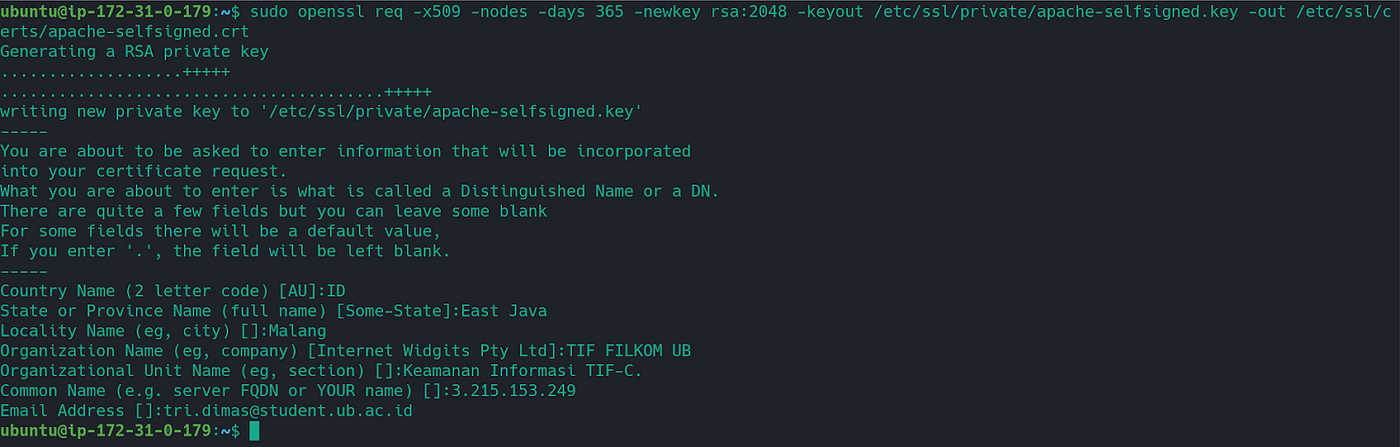 ubuntu@ip-172-31-0-179:~$ sudo openssl req -x509 -nodes -days 365 -newkey rsa:2048 -keyout /etc/ssl/private/apache-selfsigned.key -out /etc/ssl/c
erts/apache-selfsigned.crt
Generating a RSA private key
...................+++++
........................................+++++
writing new private key to '/etc/ssl/private/apache-selfsigned.key'
-----
You are about to be asked to enter information that will be incorporated
into your certificate request.
What you are about to enter is what is called a Distinguished Name or a DN.
There are quite a few fields but you can leave some blank
For some fields there will be a default value,
If you enter '.', the field will be left blank.
-----
Country Name (2 letter code) [AU]:ID
State or Province Name (full name) [Some-State]:East Java
Locality Name (eg, city) []:Malang
Organization Name (eg, company) [Internet Widgits Pty Ltd]:TIF FILKOM UB
Organizational Unit Name (eg, section) []:Keamanan Informasi TIF-C.
Common Name (e.g. server FQDN or YOUR name) []:3.215.153.249
Email Address []:tri.dimas@student.ub.ac.id
ubuntu@ip-172-31-0-179:~$